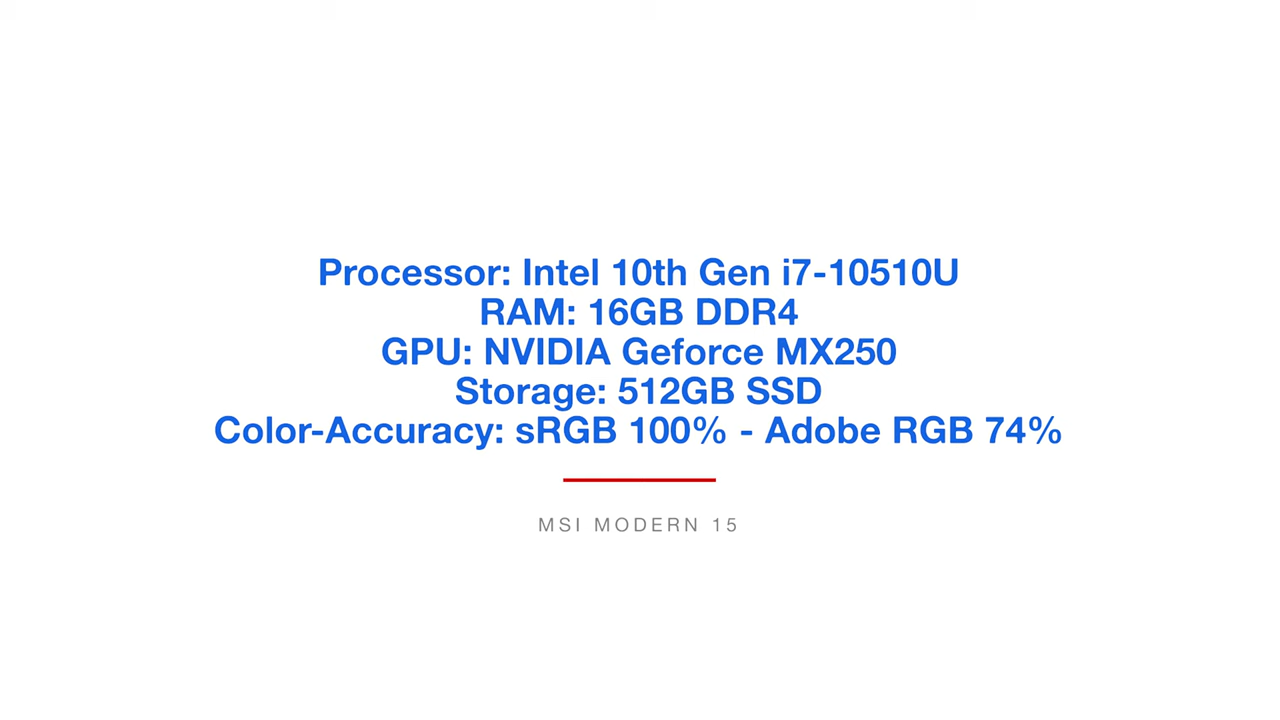 Processor: Intel 10th Gen i7-10510U
RAM: 16GB DDR4
GPU: NVIDIA Geforce MX250
Storage: 512GB SSD
Color-Accuracy: sRGB 100% - Adobe RGB 74%
MSI MODERN 15